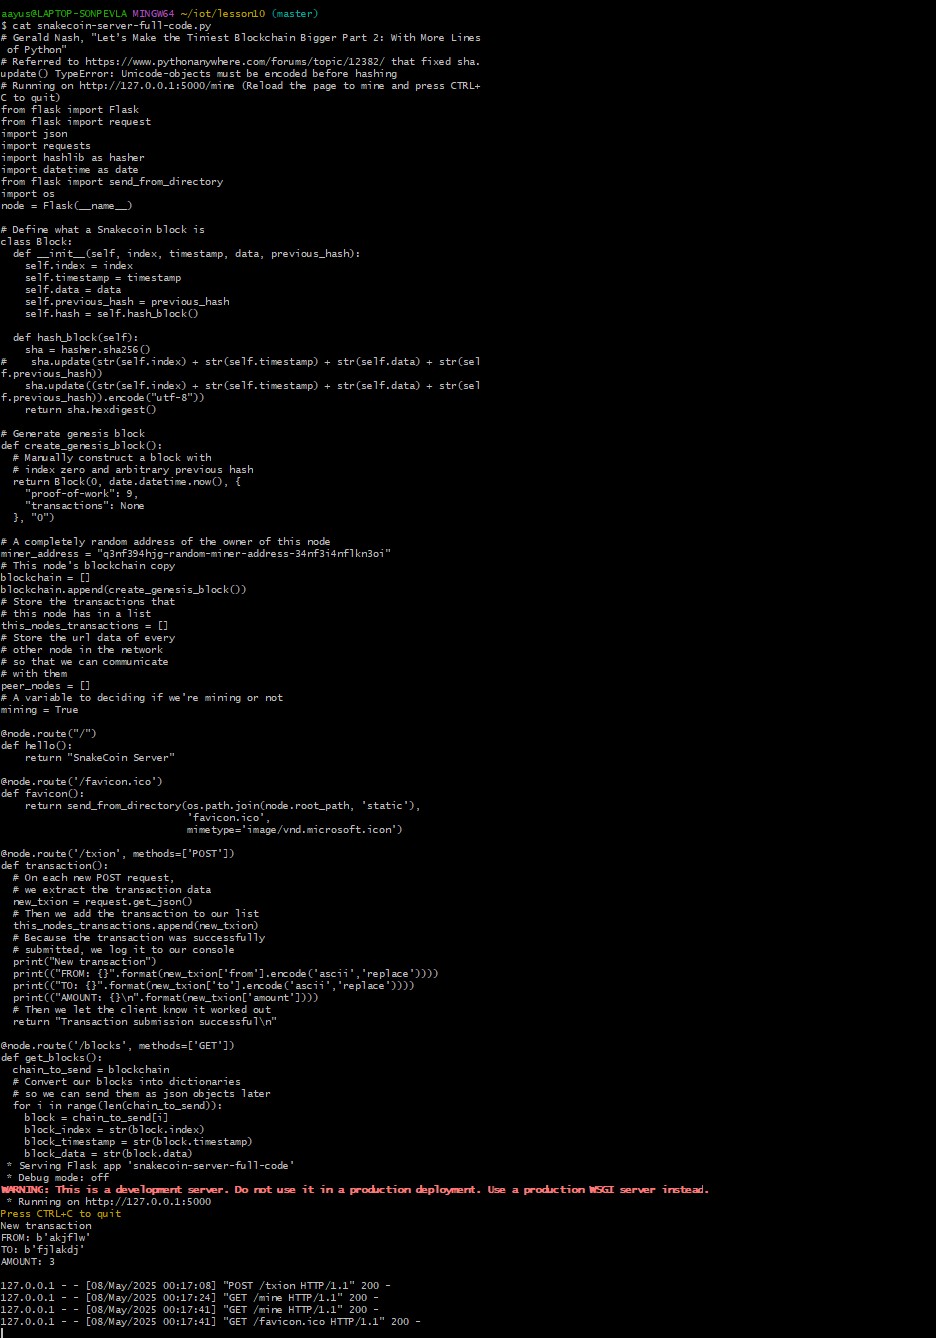 aayus@LAPTOP-SONPEVLA MINGW64 ~/iot/lesson10 (master)
$ cat snakecoin-server-full-code.py
# Gerald Nash, "Let's Make the Tiniest Blockchain Bigger Part 2: With More Lines
 of Python"
# Referred to https://www.pythonanywhere.com/forums/topic/12382/ that fixed sha.
update() TypeError: Unicode-objects must be encoded before hashing
# Running on http://127.0.0.1:5000/mine (Reload the page to mine and press CTRL+
C to quit)
from flask import Flask
from flask import request
import json
import requests
import hashlib as hasher
import datetime as date
from flask import send_from_directory
import os
node = Flask(__name__)

# Define what a Snakecoin block is
class Block:
  def __init__(self, index, timestamp, data, previous_hash):
    self.index = index
    self.timestamp = timestamp
    self.data = data
    self.previous_hash = previous_hash
    self.hash = self.hash_block()

  def hash_block(self):
    sha = hasher.sha256()
#    sha.update(str(self.index) + str(self.timestamp) + str(self.data) + str(sel
f.previous_hash))
    sha.update((str(self.index) + str(self.timestamp) + str(self.data) + str(sel
f.previous_hash)).encode("utf-8"))
    return sha.hexdigest()

# Generate genesis block
def create_genesis_block():
  # Manually construct a block with
  # index zero and arbitrary previous hash
  return Block(0, date.datetime.now(), {
    "proof-of-work": 9,
    "transactions": None
  }, "0")

# A completely random address of the owner of this node
miner_address = "q3nf394hjg-random-miner-address-34nf3i4nflkn3oi"
# This node's blockchain copy
blockchain = []
blockchain.append(create_genesis_block())
# Store the transactions that
# this node has in a list
this_nodes_transactions = []
# Store the url data of every
# other node in the network
# so that we can communicate
# with them
peer_nodes = []
# A variable to deciding if we're mining or not
mining = True

@node.route("/")
def hello():
    return "SnakeCoin Server"

@node.route('/favicon.ico')
def favicon():
    return send_from_directory(os.path.join(node.root_path, 'static'),
                               'favicon.ico',
                               mimetype='image/vnd.microsoft.icon')

@node.route('/txion', methods=['POST'])
def transaction():
  # On each new POST request,
  # we extract the transaction data
  new_txion = request.get_json()
  # Then we add the transaction to our list
  this_nodes_transactions.append(new_txion)
  # Because the transaction was successfully
  # submitted, we log it to our console
  print("New transaction")
  print(("FROM: {}".format(new_txion['from'].encode('ascii','replace'))))
  print(("TO: {}".format(new_txion['to'].encode('ascii','replace'))))
  print(("AMOUNT: {}\n".format(new_txion['amount'])))
  # Then we let the client know it worked out
  return "Transaction submission successful\n"

@node.route('/blocks', methods=['GET'])
def get_blocks():
  chain_to_send = blockchain
  # Convert our blocks into dictionaries
  # so we can send them as json objects later
  for i in range(len(chain_to_send)):
    block = chain_to_send[i]
    block_index = str(block.index)
    block_timestamp = str(block.timestamp)
    block_data = str(block.data)
 * Serving Flask app 'snakecoin-server-full-code'
 * Debug mode: off
WARNING: This is a development server. Do not use it in a production deployment. Use a production WSGI server instead.
 * Running on http://127.0.0.1:5000
Press CTRL+C to quit
New transaction
FROM: b'akjflw'
TO: b'fjlakdj'
AMOUNT: 3

127.0.0.1 - - [08/May/2025 00:17:08] "POST /txion HTTP/1.1" 200 -
127.0.0.1 - - [08/May/2025 00:17:24] "GET /mine HTTP/1.1" 200 -
127.0.0.1 - - [08/May/2025 00:17:41] "GET /mine HTTP/1.1" 200 -
127.0.0.1 - - [08/May/2025 00:17:41] "GET /favicon.ico HTTP/1.1" 200 -